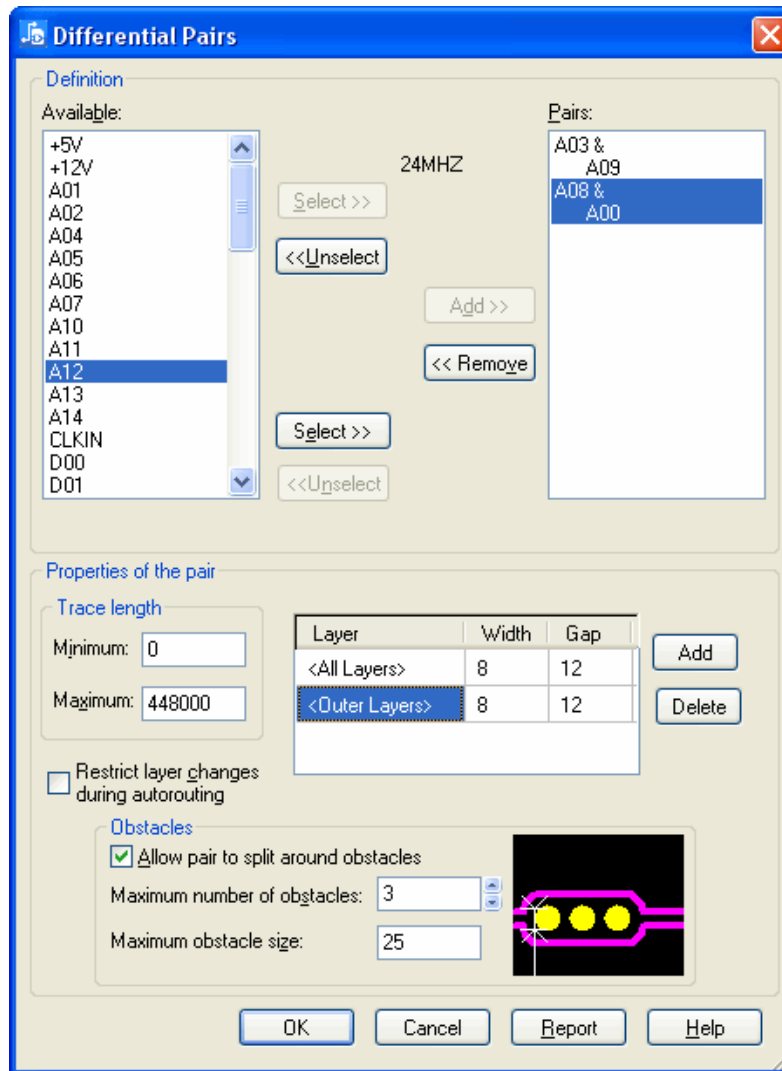 Differential Pairs
Definition
Available:
Pairs:
+5V
+12V
A01
A02
A04
A05
A06
A07
A10
A11
A12
A13
A14
CLKIN
D00
D01
24MHZ
Select >>
<<Unselect
Add >>
<< Remove
Select >>
<<Unselect
A03 &
A09
A08 &
A00
Properties of the pair
Trace length
Minimum: 0
Maximum: 448000
Layer Width Gap
<All Layers> 8 12
<Outer Layers> 8 12
Add
Delete
Restrict layer changes
during autorouting
Obstacles
Allow pair to split around obstacles
Maximum number of obstacles: 3
Maximum obstacle size: 25
OK Cancel Report Help